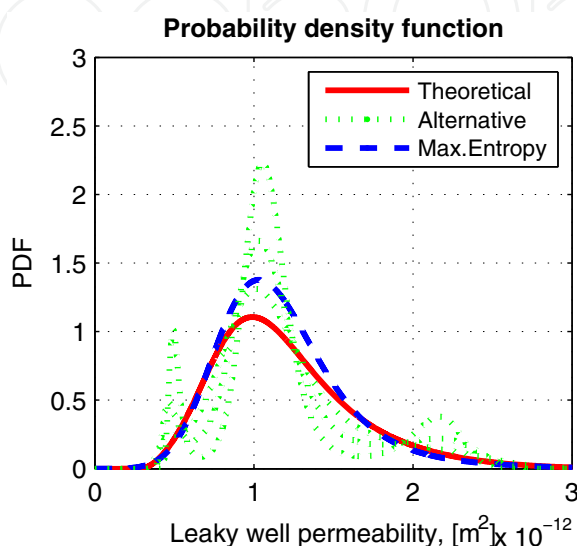 Probability density function
3
2.5
2
1.5
1
0.5
0
PDF
Theoretical
Alternative
Max.Entropy
0 1 2 3
Leaky well permeability, [m²]x 10⁻¹²